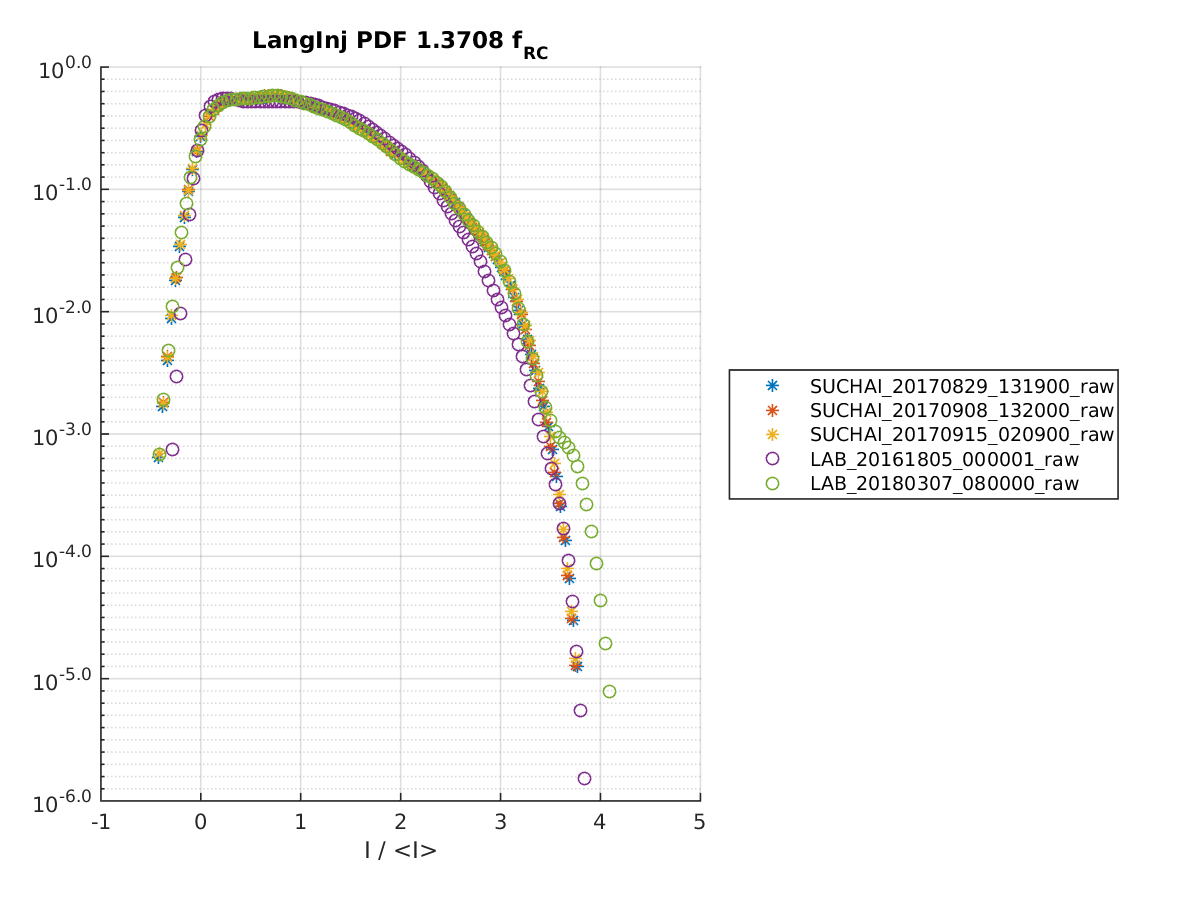 LangInj PDF 1.3708 f_RC
10^0.0
10^-1.0
10^-2.0
10^-3.0
10^-4.0
10^-5.0
10^-6.0
-1 0 1 2 3 4 5
I / <I>
SUCHAI_20170829_131900_raw
SUCHAI_20170908_132000_raw
SUCHAI_20170915_020900_raw
LAB_20161805_000001_raw
LAB_20180307_080000_raw